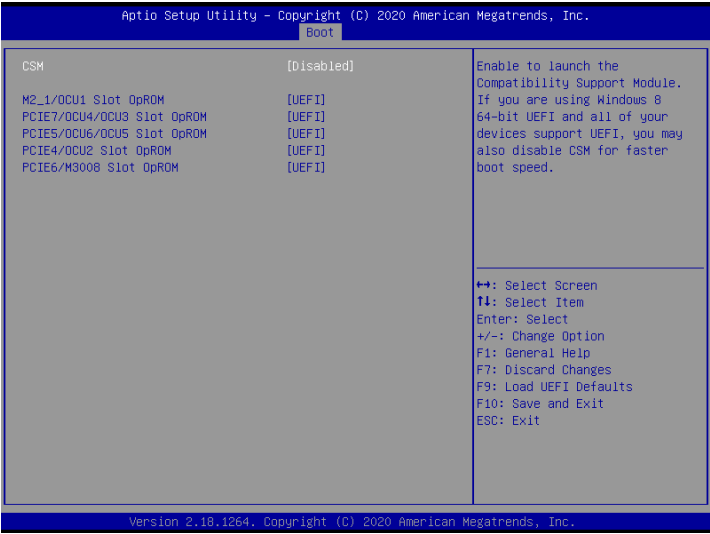 Aptio Setup Utility – Copyright (C) 2020 American Megatrends, Inc.
Boot
CSM [Disabled]
M2_1/OCU1 Slot OpROM [UEFI]
PCIE7/OCU4/OCU3 Slot OpROM [UEFI]
PCIE5/OCU6/OCU5 Slot OpROM [UEFI]
PCIE4/OCU2 Slot OpROM [UEFI]
PCIE6/M3008 Slot OpROM [UEFI]
Enable to launch the
Compatibility Support Module.
If you are using Windows 8
64-bit UEFI and all of your
devices support UEFI, you may
also disable CSM for faster
boot speed.
↔: Select Screen
↑↓: Select Item
Enter: Select
+/-: Change Option
F1: General Help
F7: Discard Changes
F9: Load UEFI Defaults
F10: Save and Exit
ESC: Exit
Version 2.18.1264. Copyright (C) 2020 American Megatrends, Inc.